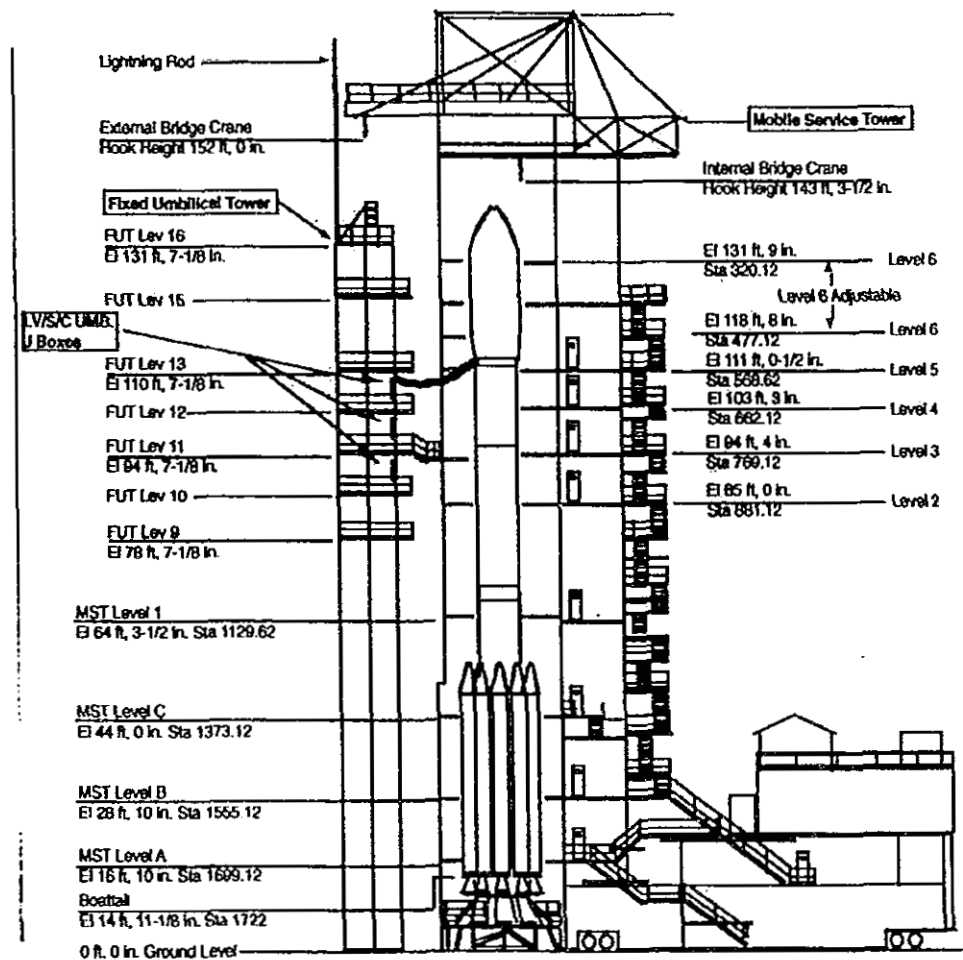 Lightning Rod
External Bridge Crane
Hook Height 152 ft, 0 in.
Fixed Umbilical Tower
FUT Lev 16
El 131 ft, 7-1/8 in.
FUT Lev 15
LV/S/C UMB.
J Boxes
FUT Lev 13
El 110 ft, 7-1/8 in.
FUT Lev 12
FUT Lev 11
El 94 ft, 7-1/8 in.
FUT Lev 10
FUT Lev 9
El 78 ft, 7-1/8 in.
MST Level 1
El 64 ft, 3-1/2 in. Sta 1129.62
MST Level C
El 44 ft, 0 in. Sta 1373.12
MST Level B
El 28 ft, 10 in. Sta 1555.12
MST Level A
El 16 ft, 10 in. Sta 1699.12
Boattail
El 14 ft, 11-1/8 in. Sta 1722
0 ft, 0 in. Ground Level
Mobile Service Tower
Internal Bridge Crane
Hook Height 143 ft, 3-1/2 in.
El 131 ft, 9 in.
Sta 320.12
Level 6
Level 6 Adjustable
El 118 ft, 8 in.
Sta 477.12
Level 6
El 111 ft, 0-1/2 in.
Sta 568.62
Level 5
El 103 ft, 3 in.
Sta 662.12
Level 4
El 94 ft, 4 in.
Sta 769.12
Level 3
El 85 ft, 0 in.
Sta 881.12
Level 2